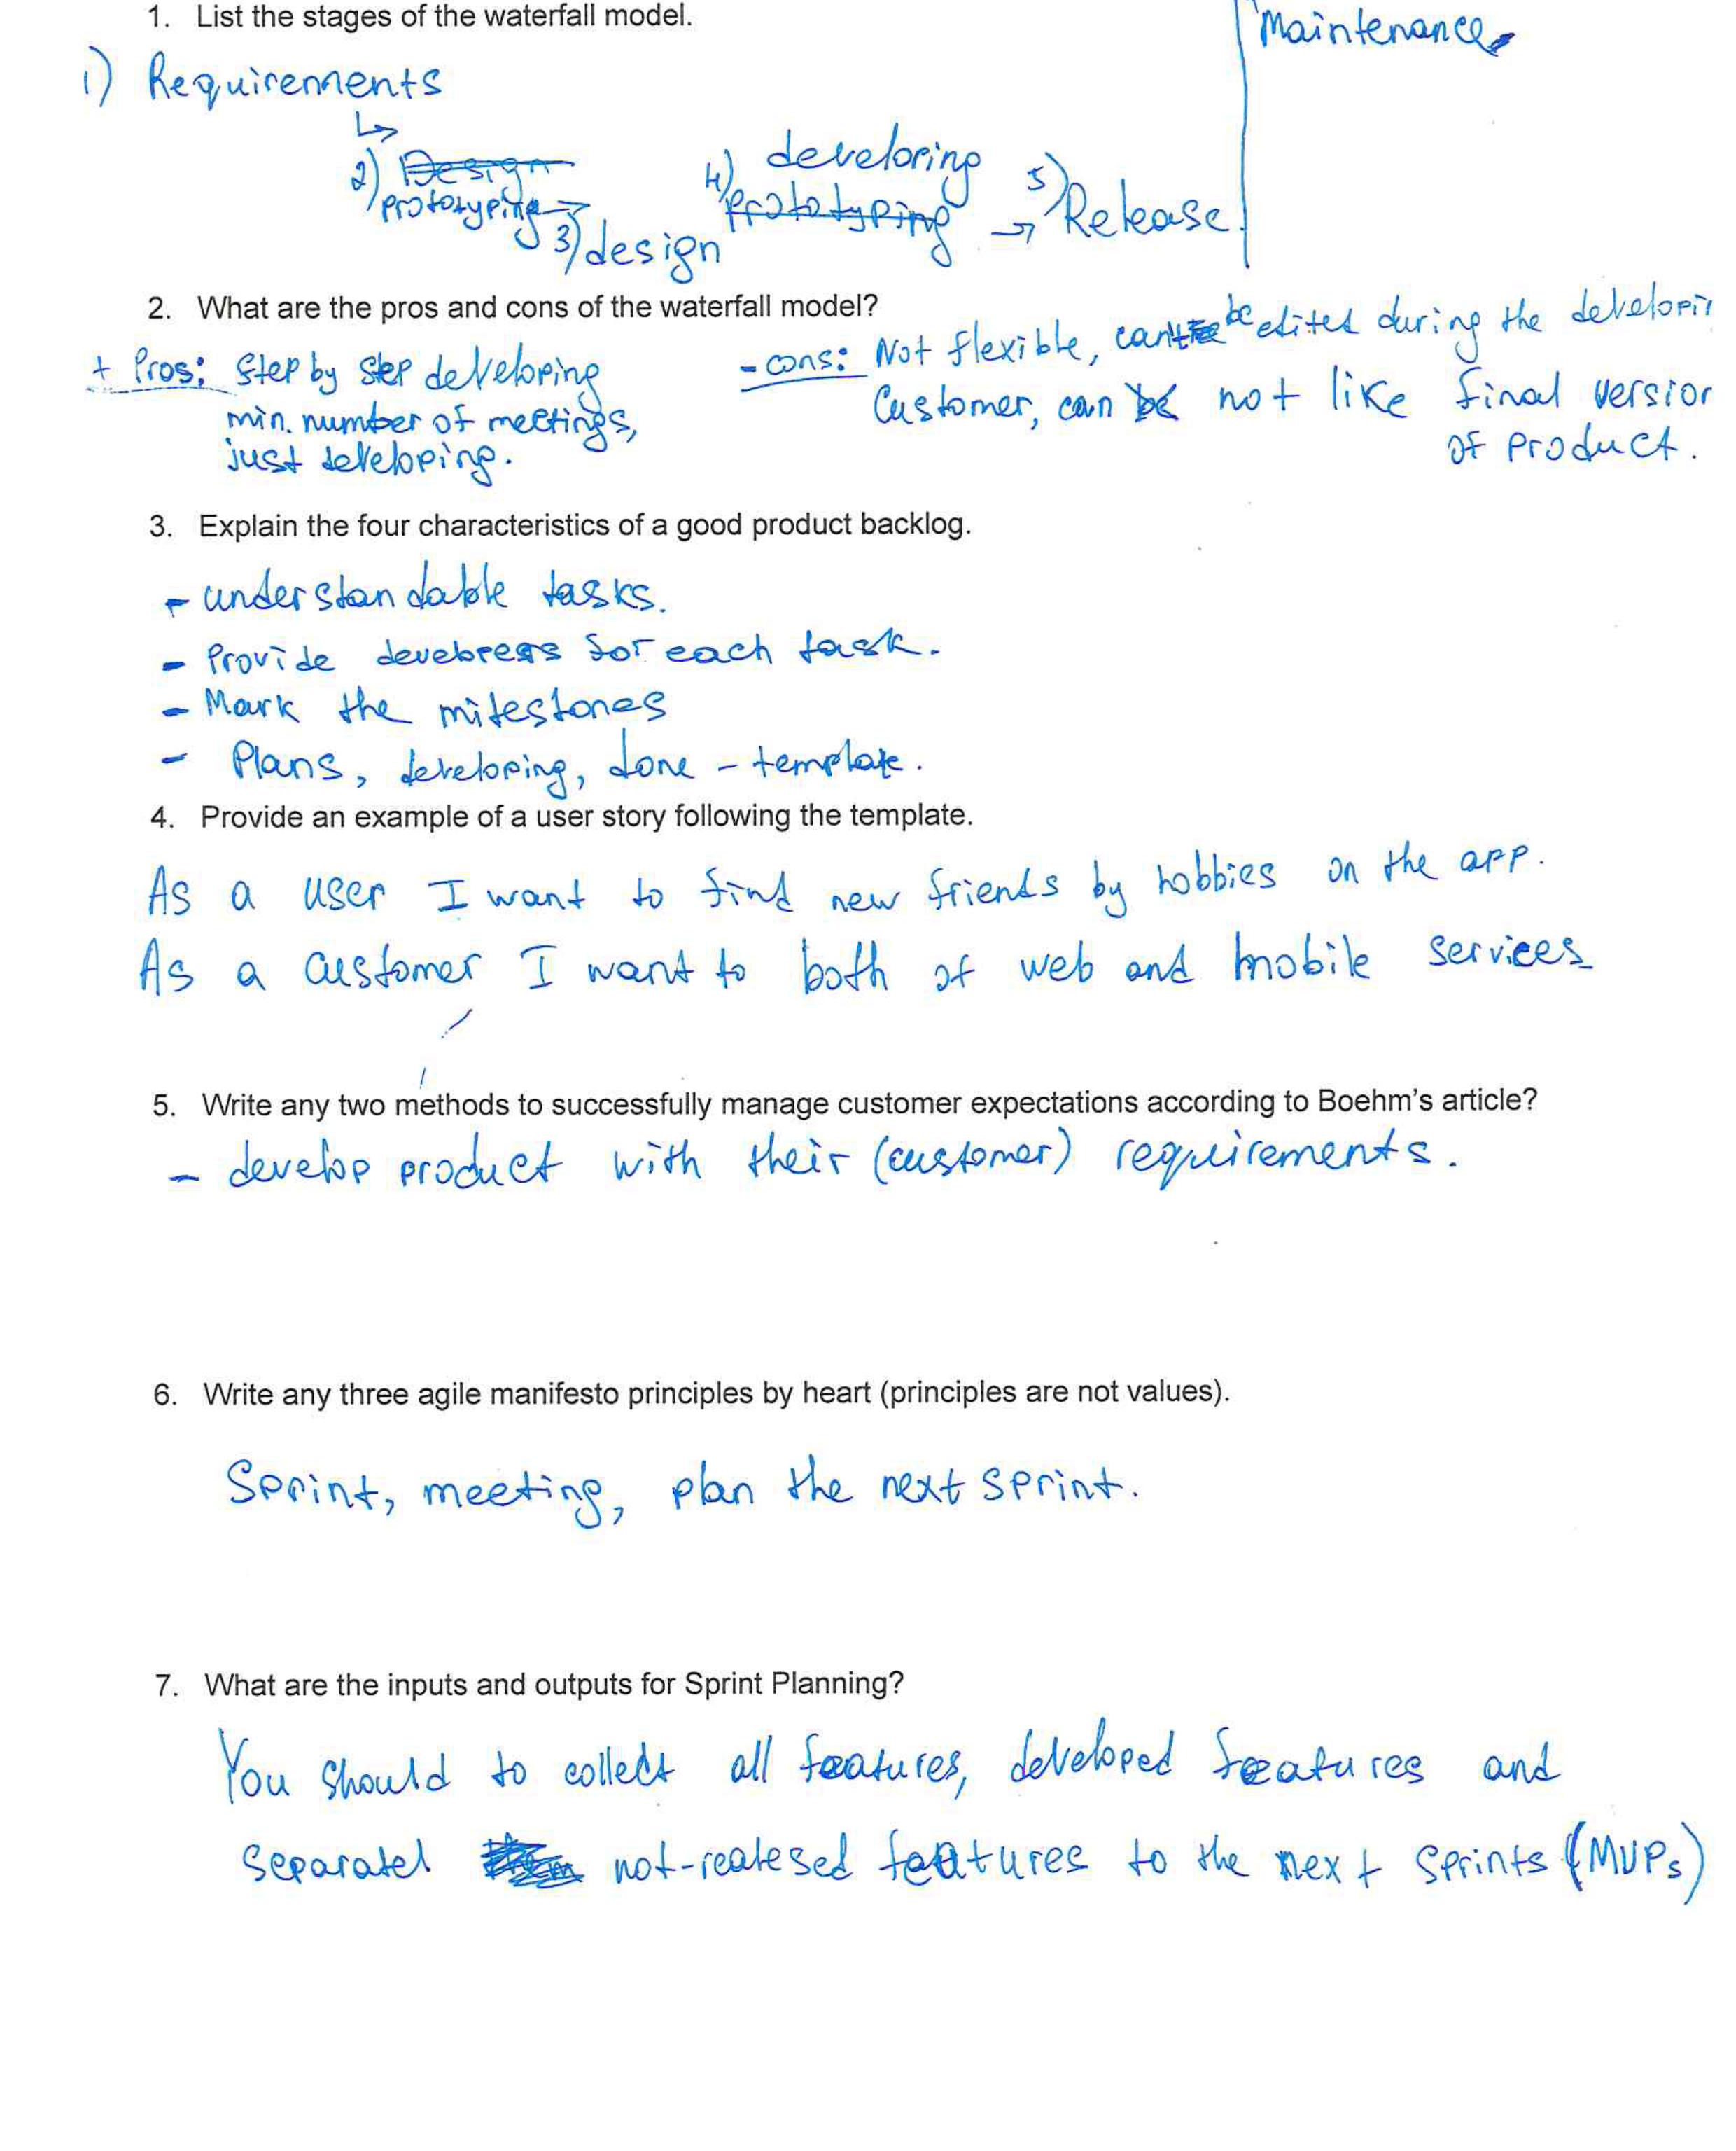 1. List the stages of the waterfall model.
Maintenance
1) Requirements
↳
2) ~~Design~~
prototyping →
3) design
4) developing
~~prototyping~~
→ 5) Release.
2. What are the pros and cons of the waterfall model?
+ Pros: Step by step developing
min. number of meetings,
just developing.
- cons: Not flexible, can't be edited during the developin
Customer, can not like final version
of product.
3. Explain the four characteristics of a good product backlog.
- understandable tasks.
- Provide develeprers for each task.
- Mark the milestones
- Plans, developing, done - template.
4. Provide an example of a user story following the template.
As a user I want to find new friends by hobbies on the app.
As a customer I want to both of web and mobile services
5. Write any two methods to successfully manage customer expectations according to Boehm's article?
- develop product with their (customer) requirements.
6. Write any three agile manifesto principles by heart (principles are not values).
Sprint, meeting, plan the next sprint.
7. What are the inputs and outputs for Sprint Planning?
You should to collect all features, developed features and
separated not-realesed features to the next sprints (MVPs)